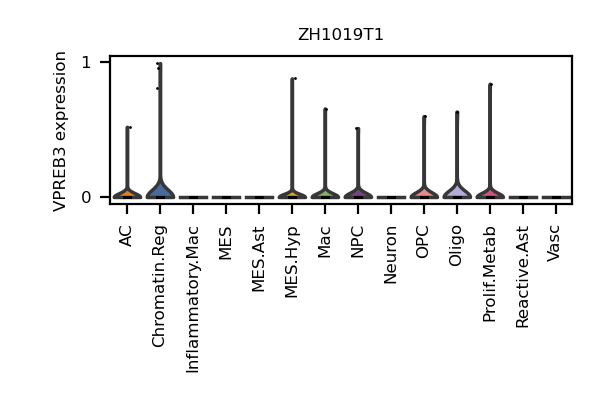 ZH1019T1
VPREB3 expression
1
0
AC
Chromatin.Reg
Inflammatory.Mac
MES
MES.Ast
MES.Hyp
Mac
NPC
Neuron
OPC
Oligo
Prolif.Metab
Reactive.Ast
Vasc